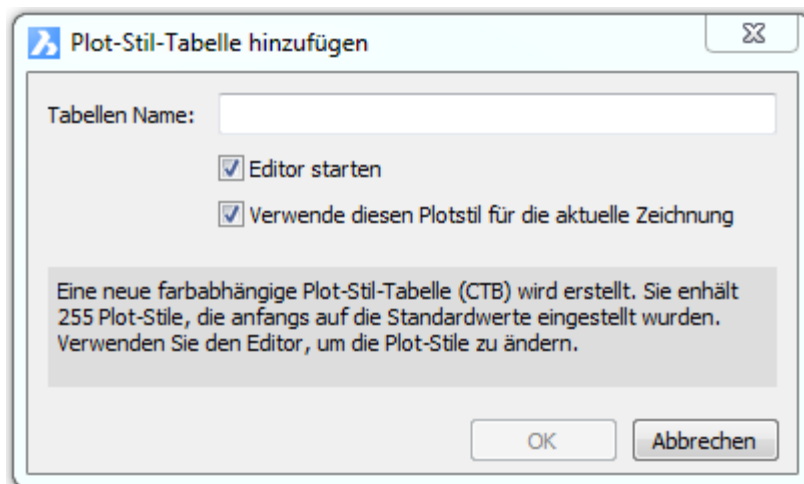 Plot-Stil-Tabelle hinzufügen
Tabellen Name:
Editor starten
Verwende diesen Plotstil für die aktuelle Zeichnung
Eine neue farbabhängige Plot-Stil-Tabelle (CTB) wird erstellt. Sie enhält
255 Plot-Stile, die anfangs auf die Standardwerte eingestellt wurden.
Verwenden Sie den Editor, um die Plot-Stile zu ändern.
OK Abbrechen